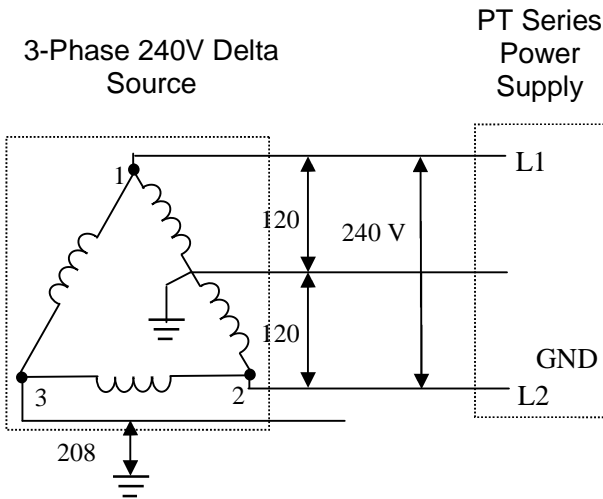 3-Phase 240V Delta
Source
PT Series
Power
Supply
1
L1
120
240 V
120
GND
3
2
L2
208